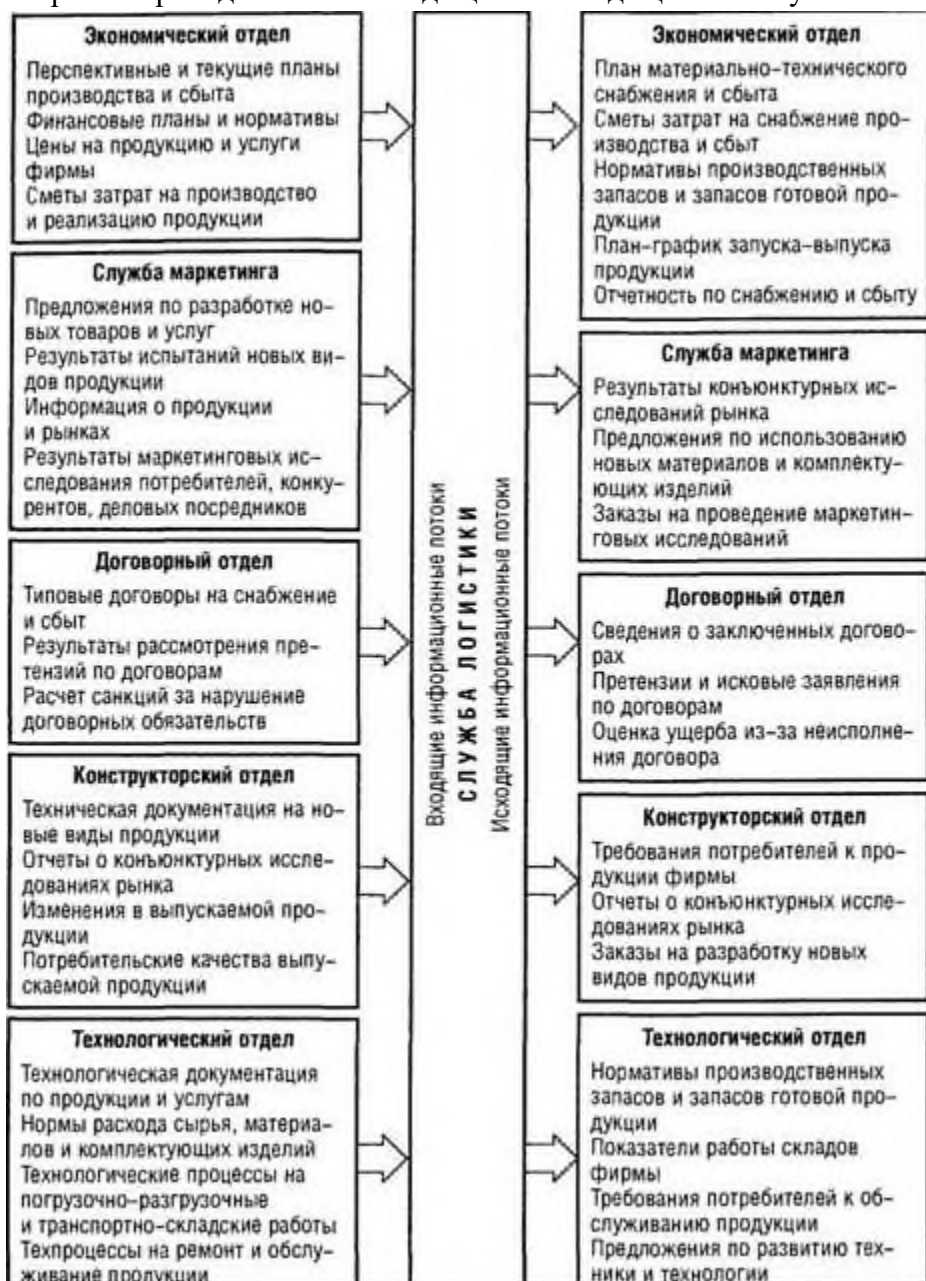 Экономический отдел
Перспективные и текущие планы
производства и сбыта
Финансовые планы и нормативы
Цены на продукцию и услуги
фирмы
Сметы затрат на производство
и реализацию продукции
Служба маркетинга
Предложения по разработке но-
вых товаров и услуг
Результаты испытаний новых ви-
дов продукции
Информация о продукции
и рынках
Результаты маркетинговых ис-
следования потребителей, конку-
рентов, деловых посредников
Договорный отдел
Типовые договоры на снабжение
и сбыт
Результаты рассмотрения пре-
тензий по договорам
Расчет санкций за нарушение
договорных обязательств
Конструкторский отдел
Техническая документация на но-
вые виды продукции
Отчеты о конъюнктурных иссле-
дованиях рынка
Изменения в выпускаемой про-
дукции
Потребительские качества выпу-
скаемой продукции
Технологический отдел
Технологическая документация
по продукции и услугам
Нормы расхода сырья, материа-
лов и комплектующих изделий
Технологические процессы на
погрузочно-разгрузочные
и транспортно-складские работы
Техпроцессы на ремонт и обслу-
живание продукции
Входящие информационные потоки
СЛУЖБА ЛОГИСТИКИ
Исходящие информационные потоки
Экономический отдел
План материально-технического
снабжения и сбыта
Сметы затрат на снабжение про-
изводства и сбыт
Нормативы производственных
запасов и запасов готовой про-
дукции
План-график запуска-выпуска
продукции
Отчетность по снабжению и сбыту
Служба маркетинга
Результаты конъюнктурных ис-
следований рынка
Предложения по использованию
новых материалов и комплекту-
ющих изделий
Заказы на проведение маркетин-
говых исследований
Договорный отдел
Сведения о заключенных догово-
рах
Претензии и исковые заявления
по договорам
Оценка ущерба из-за неисполне-
ния договора
Конструкторский отдел
Требования потребителей к про-
дукции фирмы
Отчеты о конъюнктурных иссле-
дованиях рынка
Заказы на разработку новых
видов продукции
Технологический отдел
Нормативы производственных
запасов и запасов готовой про-
дукции
Показатели работы складов
фирмы
Требования потребителей к об-
служиванию продукции
Предложения по развитию тех-
ники и технологии